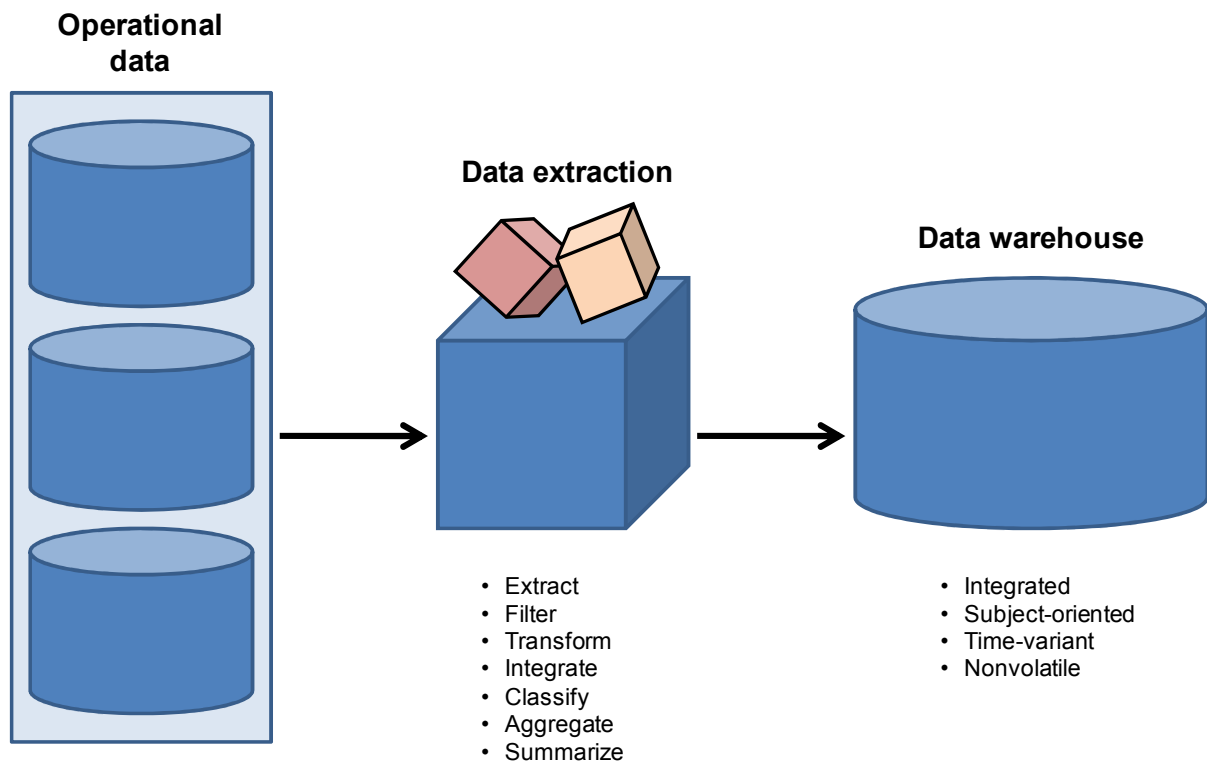 Operational
data
Data extraction
Data warehouse
• Extract
• Filter
• Transform
• Integrate
• Classify
• Aggregate
• Summarize
• Integrated
• Subject-oriented
• Time-variant
• Nonvolatile